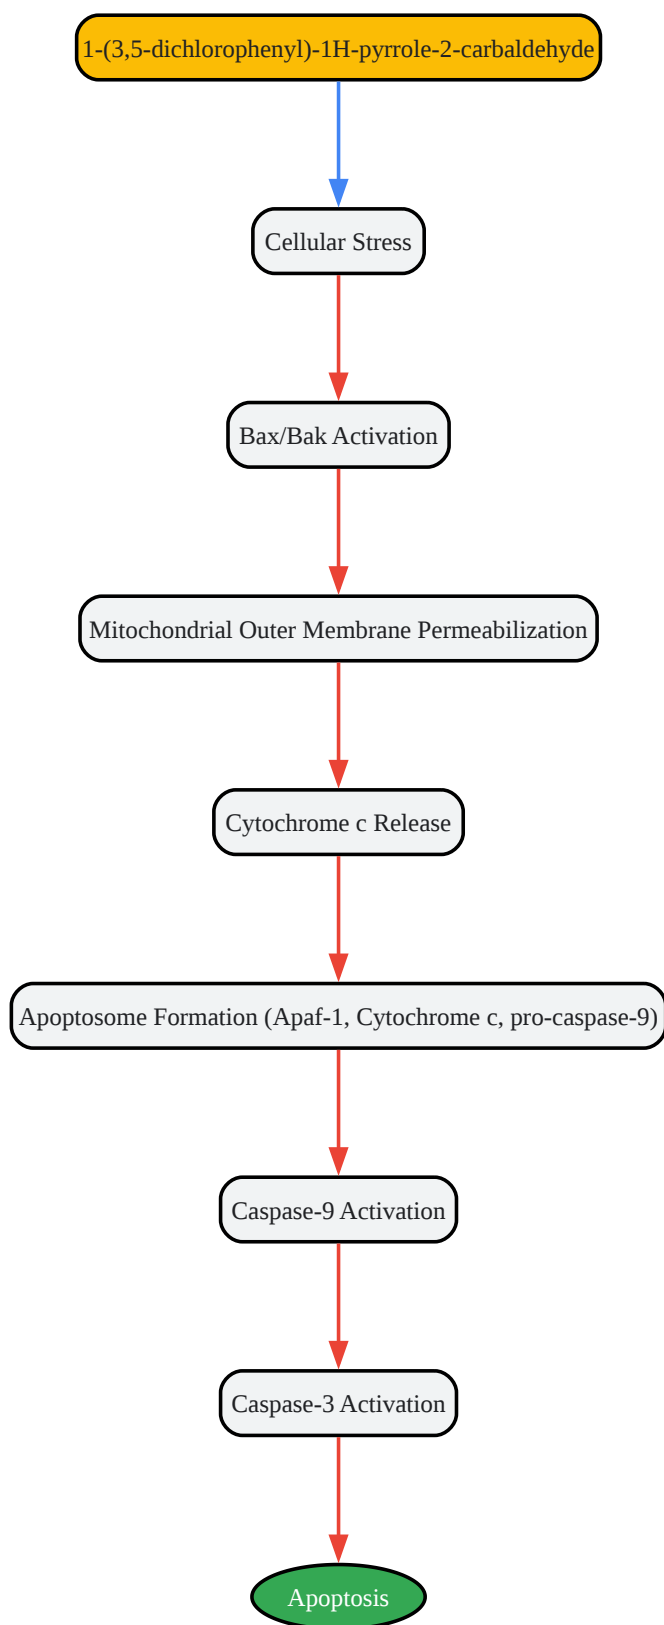 1-(3,5-dichlorophenyl)-1H-pyrrole-2-carbaldehyde
Cellular Stress
Bax/Bak Activation
Mitochondrial Outer Membrane Permeabilization
Cytochrome c Release
Apoptosome Formation (Apaf-1, Cytochrome c, pro-caspase-9)
Caspase-9 Activation
Caspase-3 Activation
Apoptosis